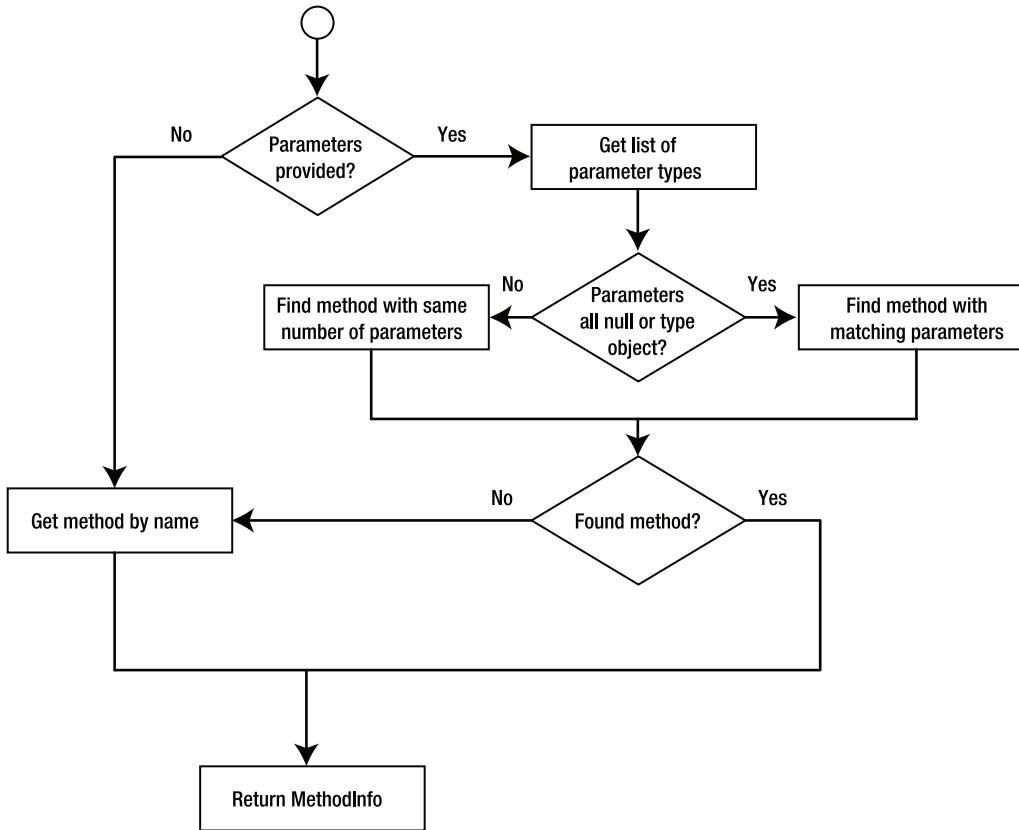 No
Yes
Parameters
provided?
Get list of
parameter types
No
Yes
Find method with same
number of parameters
Parameters
all null or type
object?
Find method with
matching parameters
No
Yes
Get method by name
Found method?
Return MethodInfo